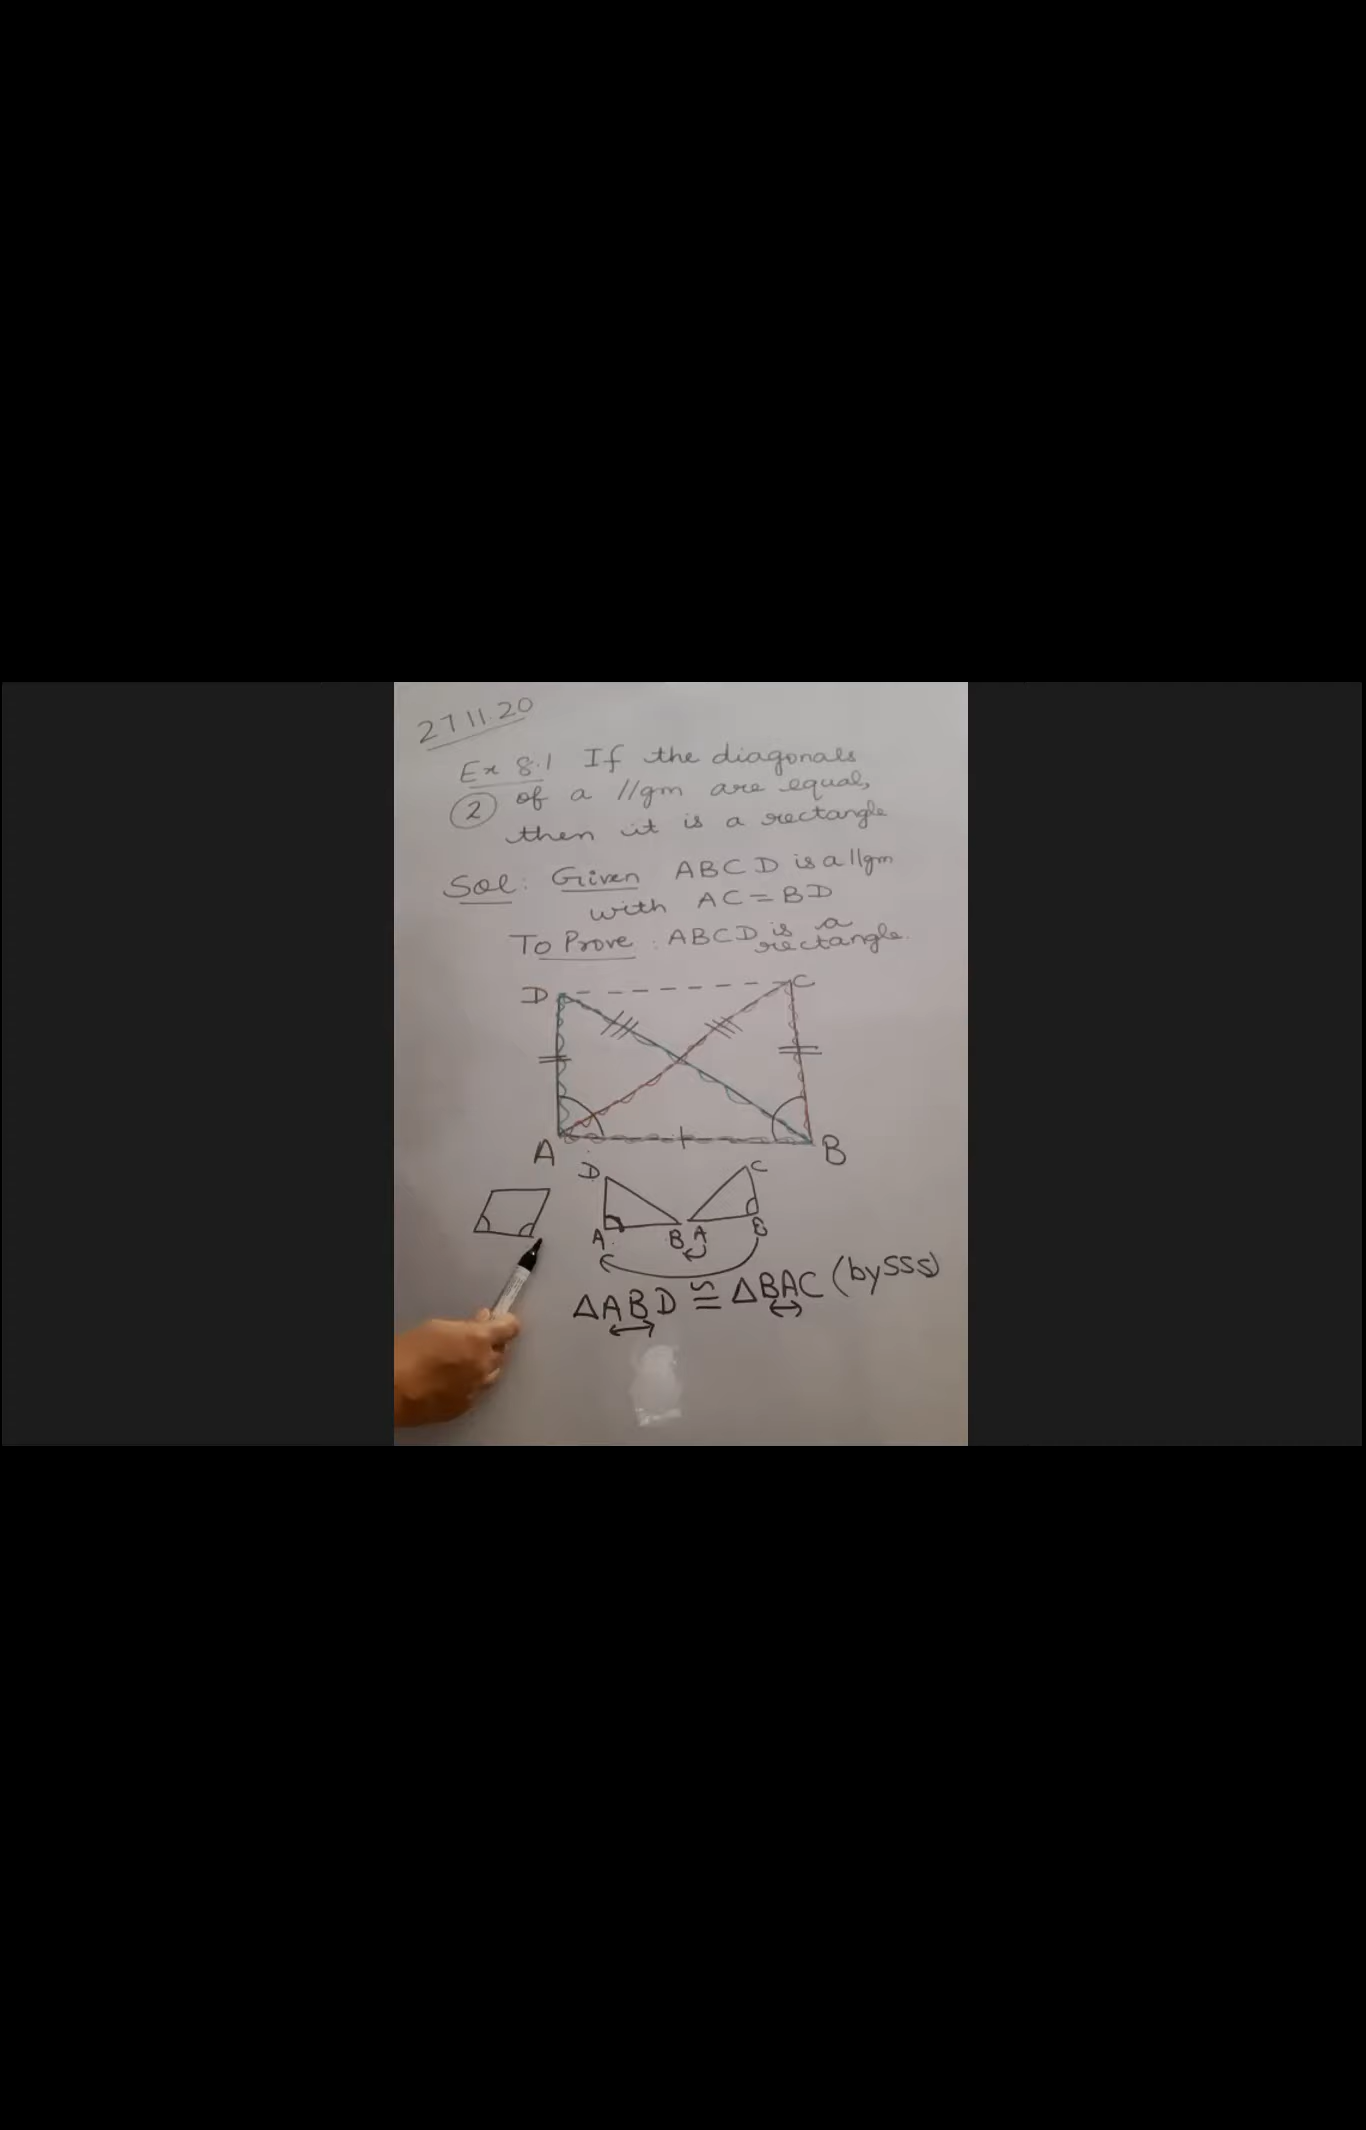 27 11.20
Ex 8.1 If the diagonals
2 of a //gm are equal,
then it is a rectangle
Sol: Given ABCD is a ||gm
with AC = BD
To Prove : ABCD is a
rectangle.
D C
A B
D C
A B A B
ΔABD ≅ ΔBAC (by SSS)